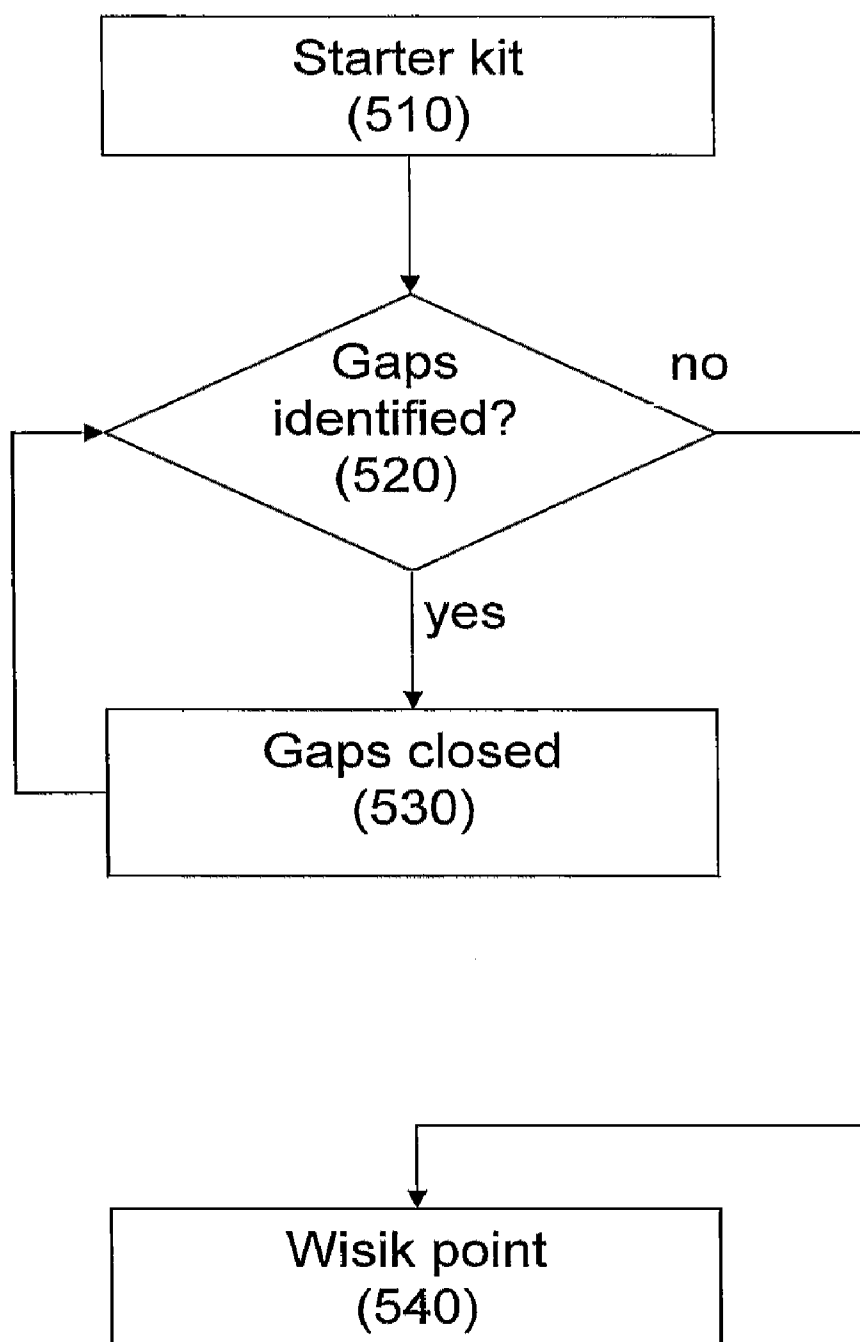 Starter kit
(510)
Gaps
identified?
(520)
no
yes
Gaps closed
(530)
Wisik point
(540)